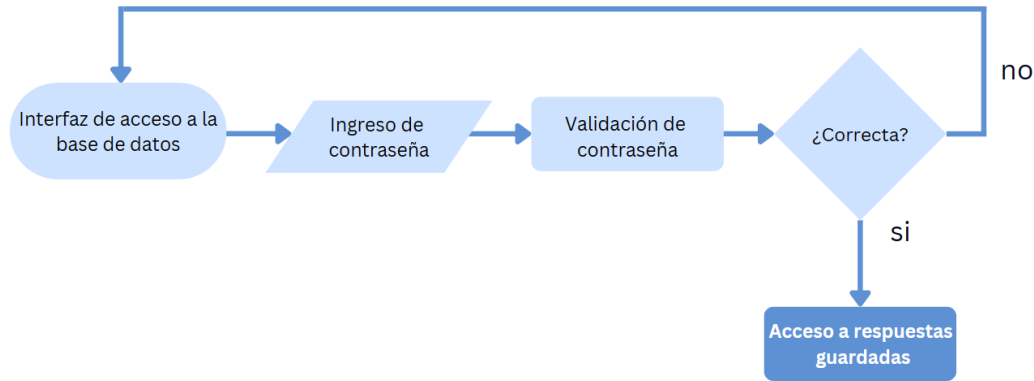 Interfaz de acceso a la
base de datos
Ingreso de
contraseña
Validación de
contraseña
¿Correcta?
no
si
Acceso a respuestas
guardadas